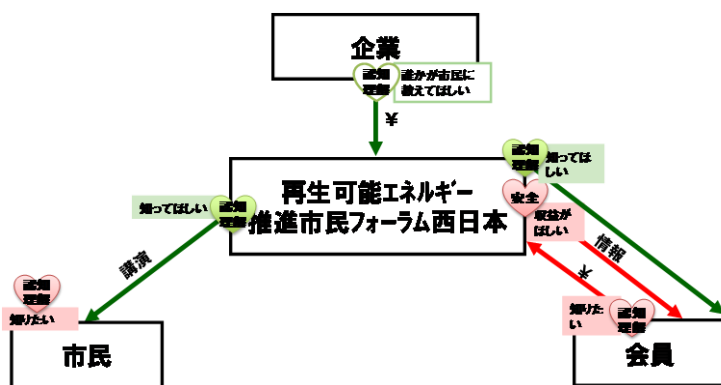 企業
認知
理解
誰かが市民に
教えてほしい
¥
再生可能エネルギー
推進市民フォーラム西日本
認知
理解
知ってほしい
認知
理解
知ってほ
しい
安全
収益が
ほしい
講演
情報
¥
認知
理解
知りたい
市民
知りた
い
認知
理解
会員